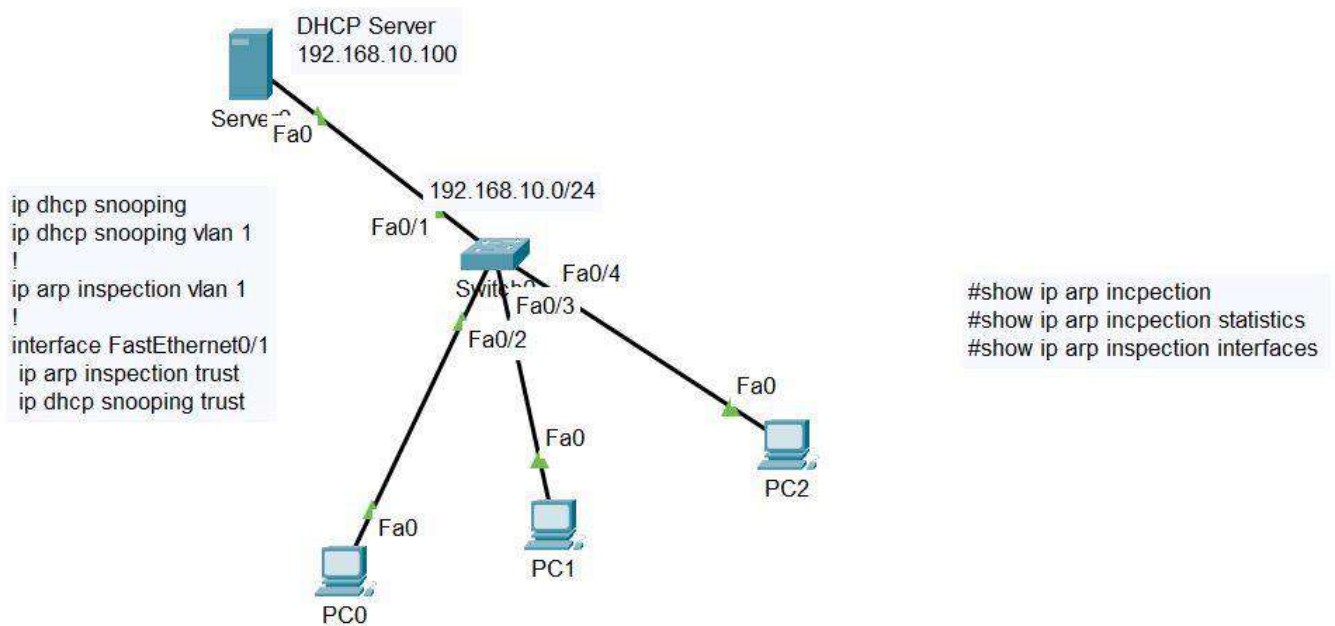 DHCP Server
192.168.10.100
Fa0
192.168.10.0/24
Fa0/1
ip dhcp snooping
ip dhcp snooping vlan 1
!
ip arp inspection vlan 1
!
interface FastEthernet0/1
ip arp inspection trust
ip dhcp snooping trust
Fa0/4
Fa0/3
Fa0/2
#show ip arp incpection
#show ip arp incpection statistics
#show ip arp inspection interfaces
Fa0
PC2
Fa0
PC1
Fa0
PC0